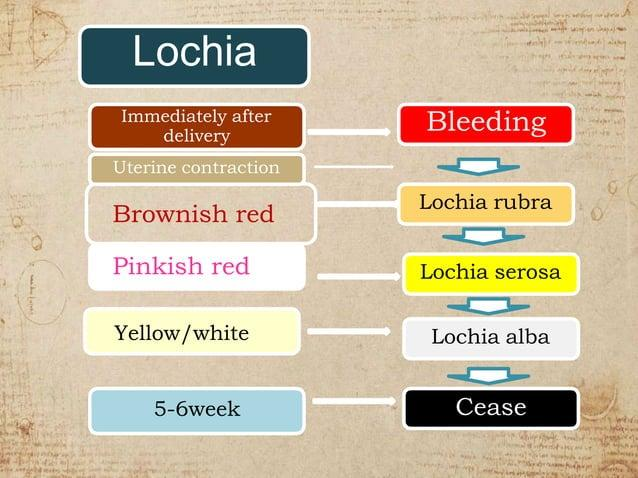 Lochia
Immediately after
delivery
Bleeding
Uterine contraction
Brownish red
Lochia rubra
Pinkish red
Lochia serosa
Yellow/white
Lochia alba
5-6week
Cease